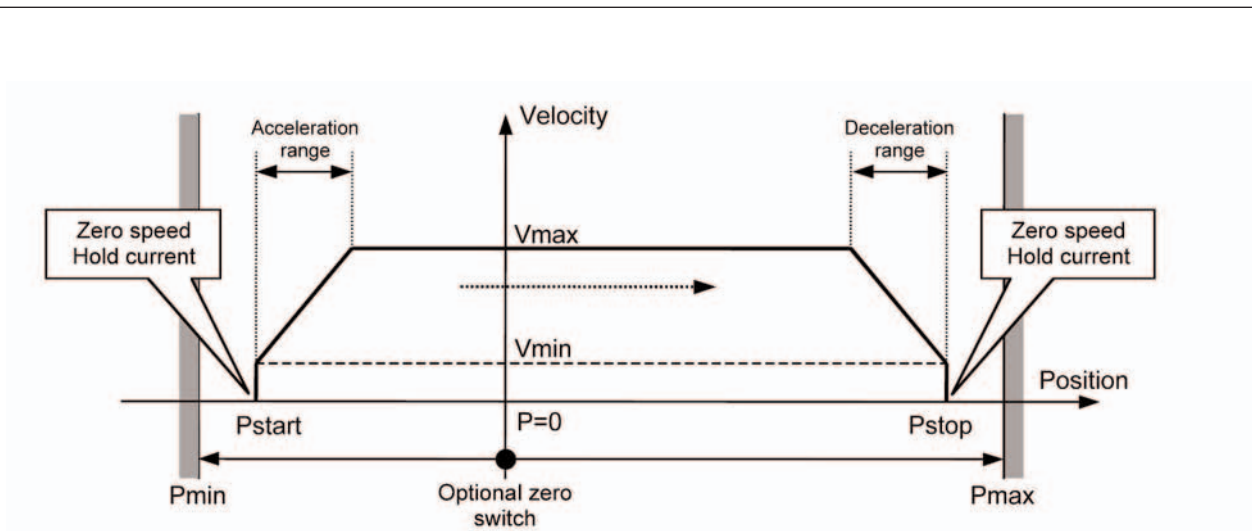 Velocity
Acceleration
range
Deceleration
range
Zero speed
Hold current
Vmax
Zero speed
Hold current
Vmin
Position
Pstart
P=0
Pstop
Pmin
Optional zero
switch
Pmax